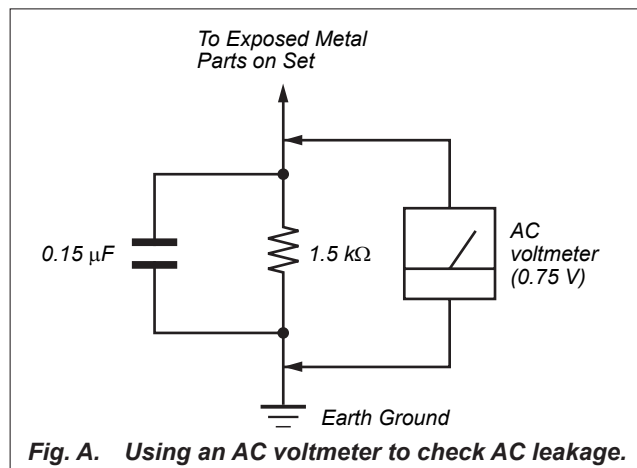 To Exposed Metal
Parts on Set
0.15 μF
1.5 kΩ
AC
voltmeter
(0.75 V)
Earth Ground
Fig. A. Using an AC voltmeter to check AC leakage.